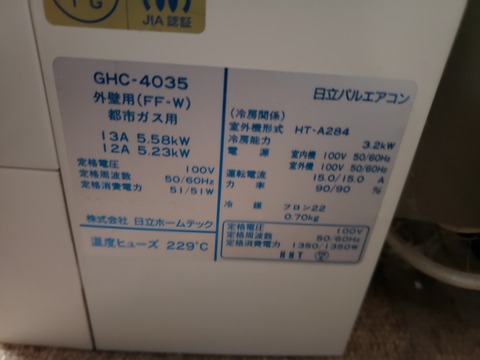 JIA 認証
GHC-4035
外壁用(FF-W)
都市ガス用
13A 5.58kW
12A 5.23kW
定格電圧 100V
定格周波数 50/60Hz
定格消費電力 51/51W
株式会社 日立ホームテック
温度ヒューズ 229℃
日立パルエアコン
(冷房関係)
室外機形式 HT-A284
冷房能力 3.2kW
電源 室内機 100V 50/60Hz
室外機 100V 50/60Hz
運転電流 15.0/15.0 A
力率 90/90 %
冷媒 フロン22
0.70kg
定格電圧 100V
定格周波数 50/60Hz
定格消費電力 1350/1350W
HHT